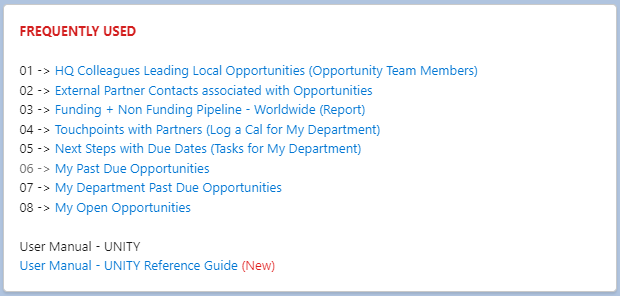 FREQUENTLY USED
01 -> HQ Colleagues Leading Local Opportunities (Opportunity Team Members)
02 -> External Partner Contacts associated with Opportunities
03 -> Funding + Non Funding Pipeline - Worldwide (Report)
04 -> Touchpoints with Partners (Log a Cal for My Department)
05 -> Next Steps with Due Dates (Tasks for My Department)
06 -> My Past Due Opportunities
07 -> My Department Past Due Opportunities
08 -> My Open Opportunities
User Manual - UNITY
User Manual - UNITY Reference Guide (New)